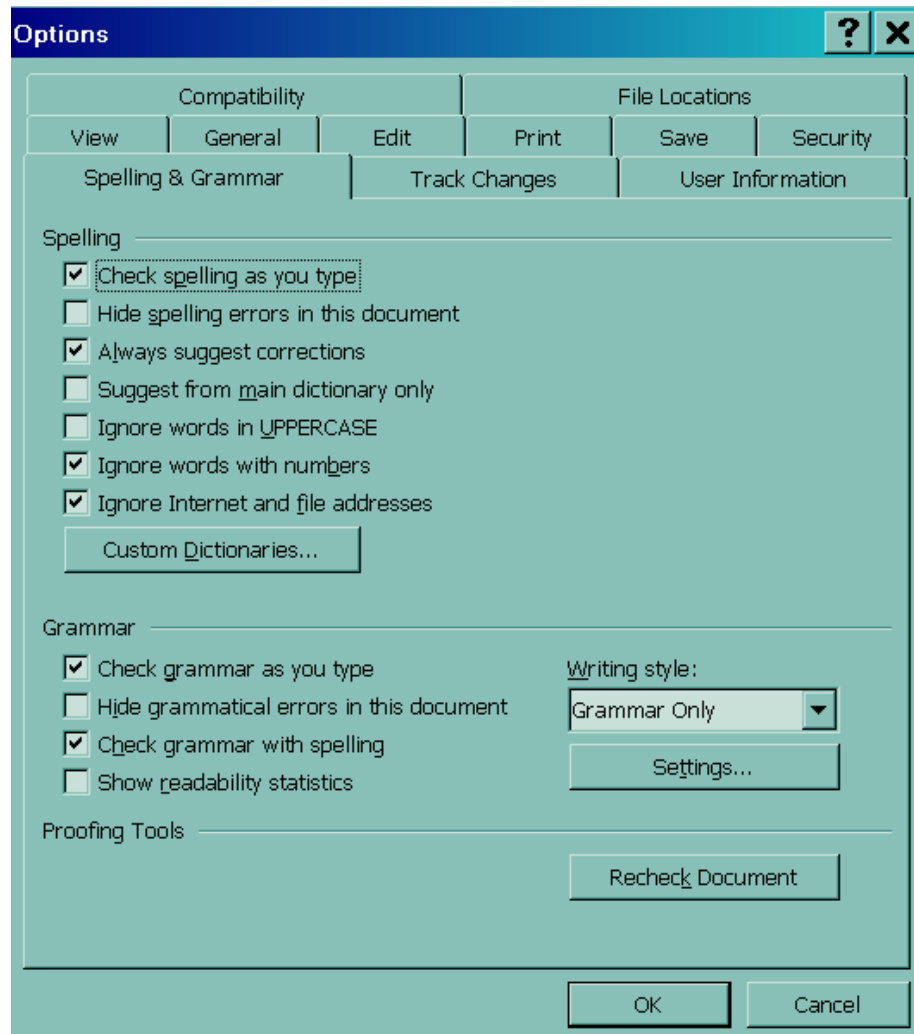 Options
Compatibility File Locations
View General Edit Print Save Security
Spelling & Grammar Track Changes User Information
Spelling
Check spelling as you type
Hide spelling errors in this document
Always suggest corrections
Suggest from main dictionary only
Ignore words in UPPERCASE
Ignore words with numbers
Ignore Internet and file addresses
Custom Dictionaries...
Grammar
Check grammar as you type Writing style:
Hide grammatical errors in this document Grammar Only
Check grammar with spelling
Show readability statistics Settings...
Proofing Tools
Recheck Document
OK Cancel